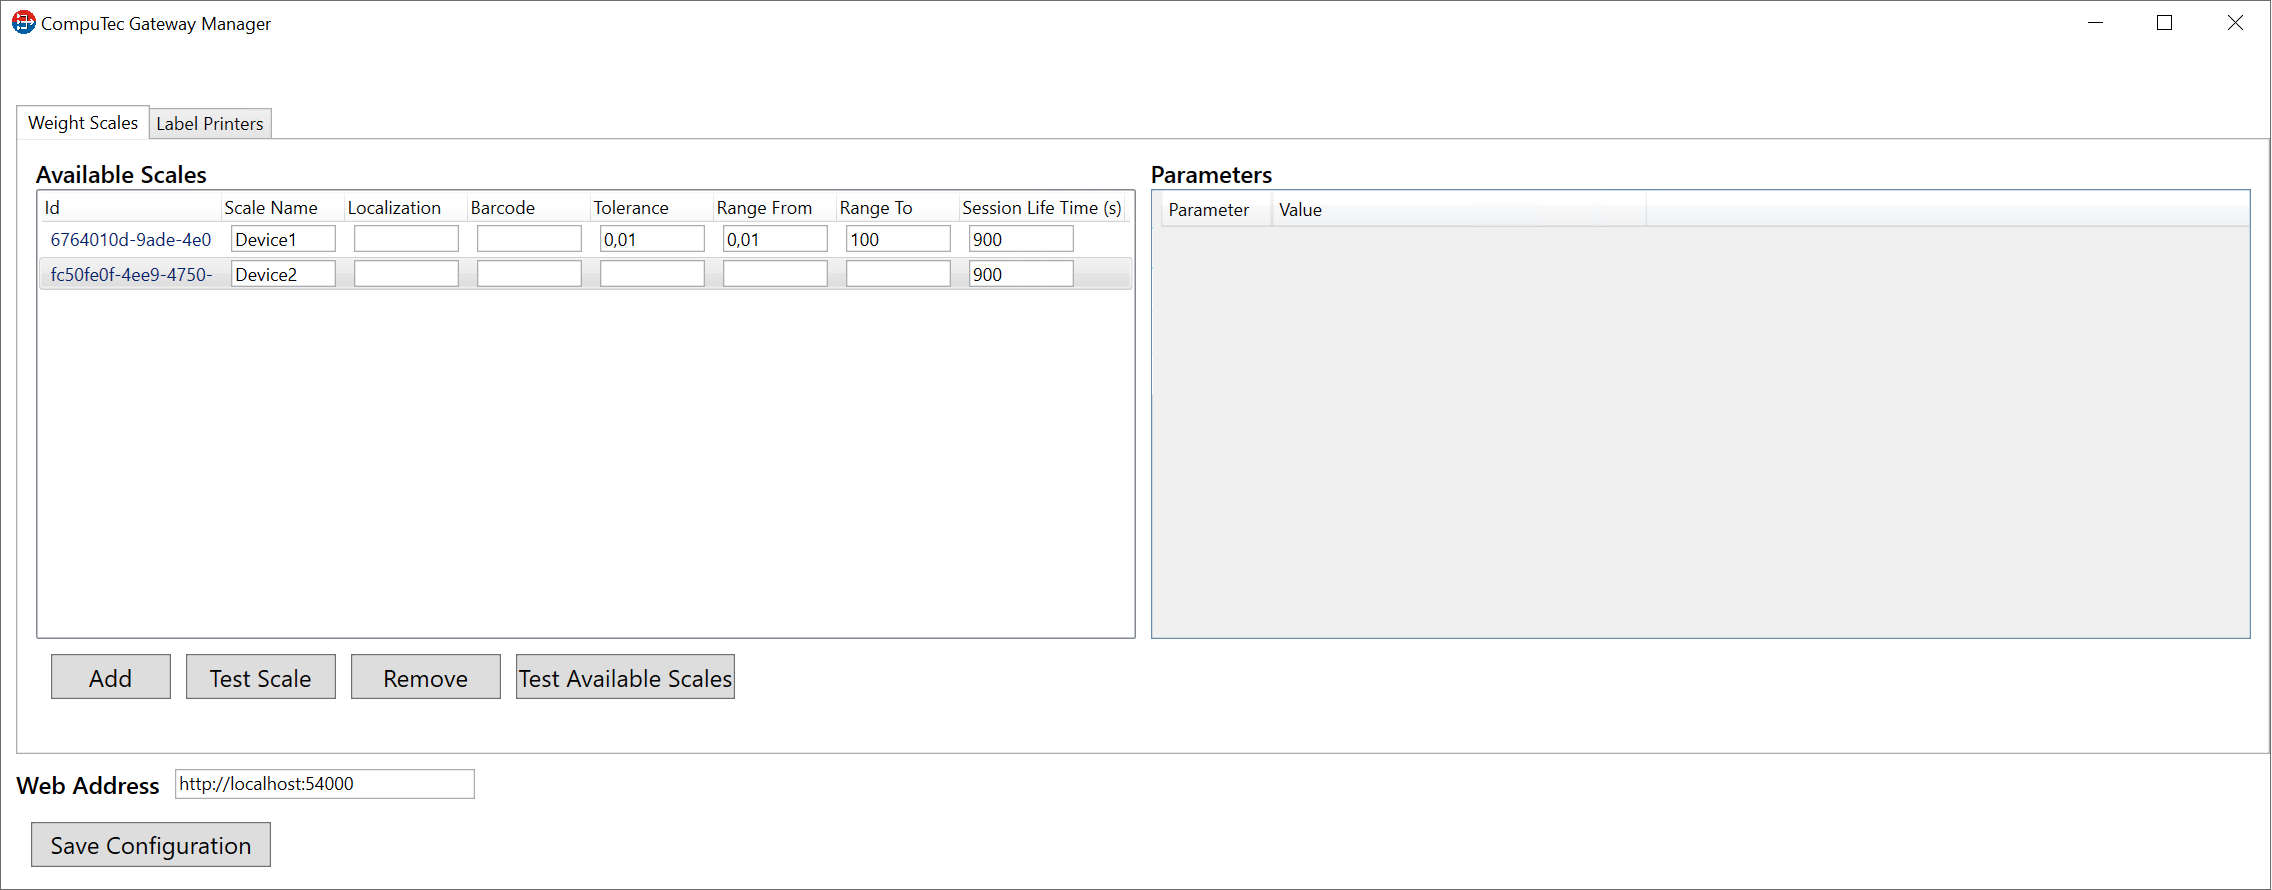 CompuTec Gateway Manager
Weight Scales Label Printers
Available Scales
Id Scale Name Localization Barcode Tolerance Range From Range To Session Life Time (s)
6764010d-9ade-4e0 Device1 0,01 0,01 100 900
fc50fe0f-4ee9-4750- Device2 900
Parameters
Parameter Value
Add Test Scale Remove Test Available Scales
Web Address http://localhost:54000
Save Configuration